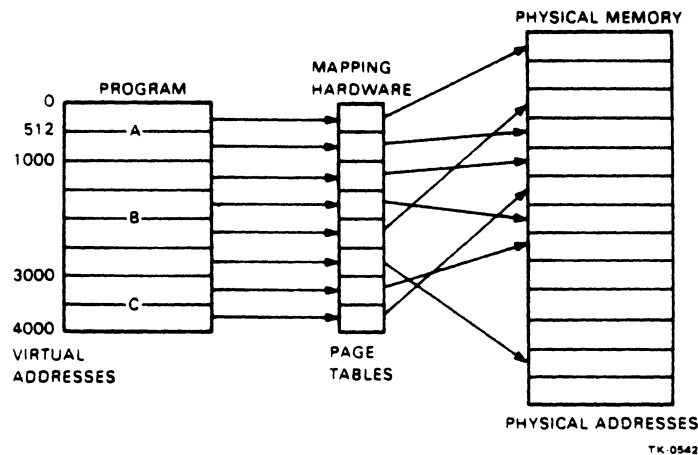 PHYSICAL MEMORY
MAPPING
HARDWARE
PROGRAM
0
512
1000
3000
4000
A
B
C
VIRTUAL
ADDRESSES
PAGE
TABLES
PHYSICAL ADDRESSES
TK-0542